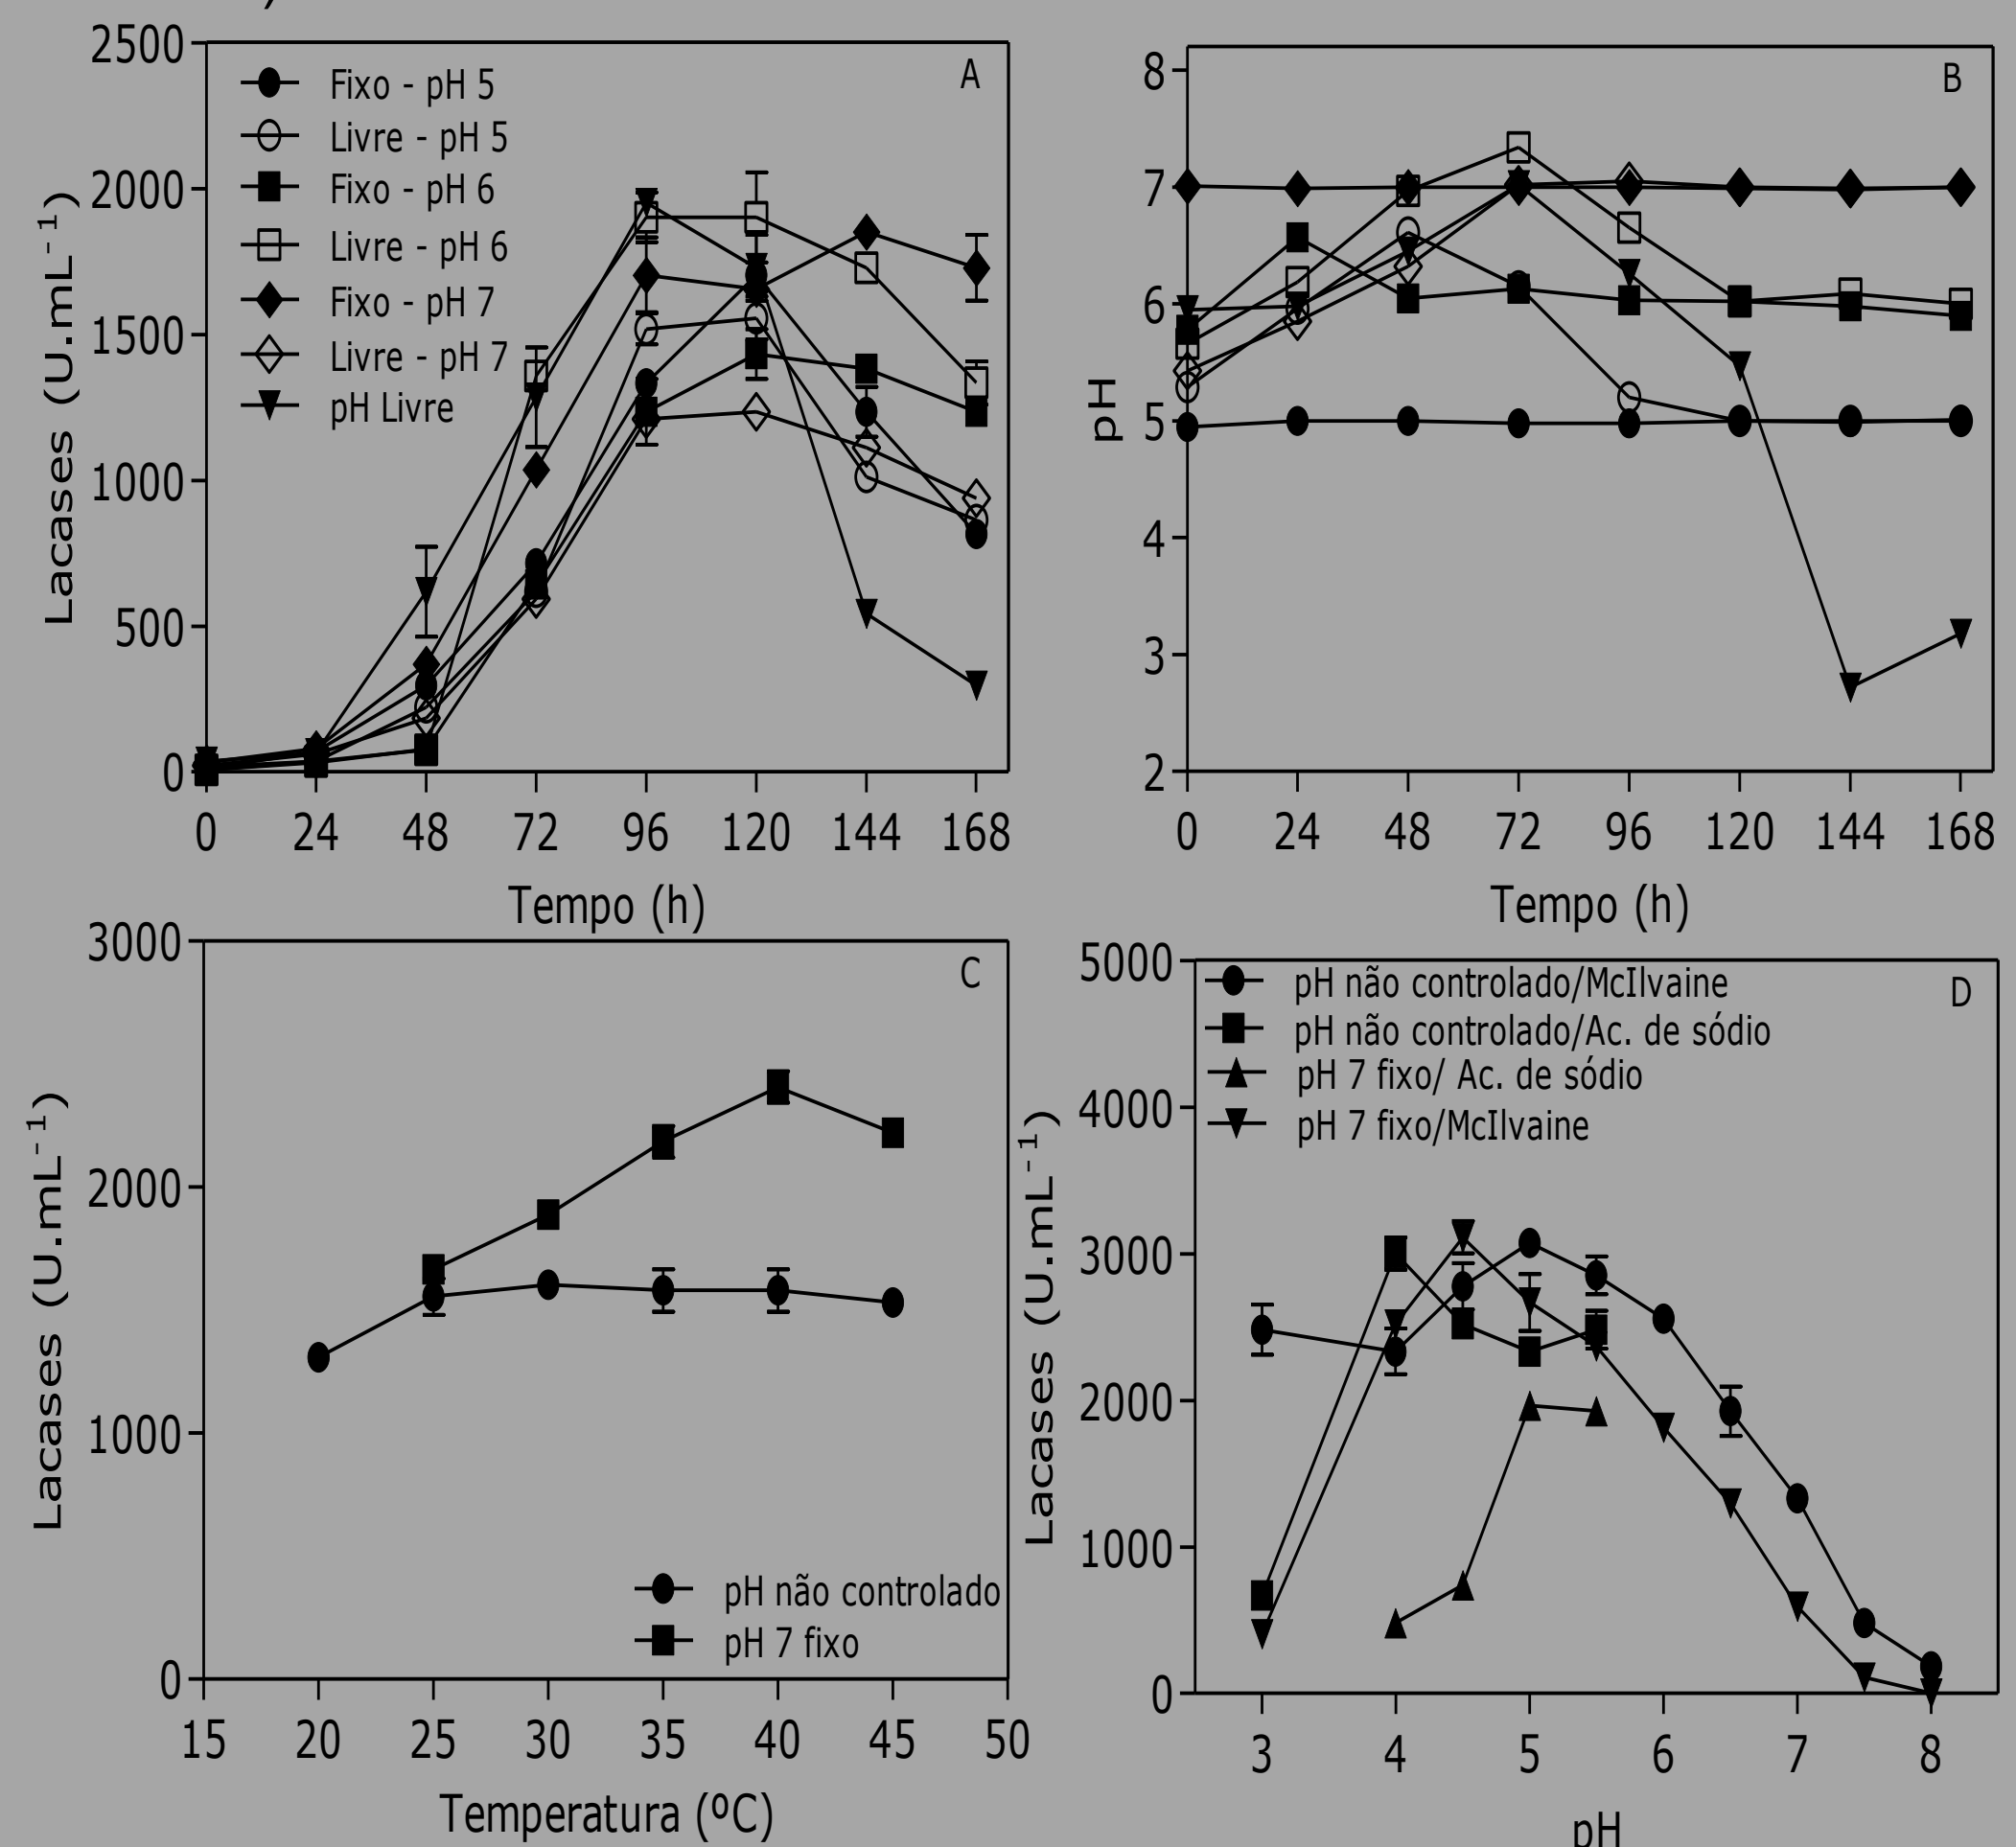 A
Fixo - pH 5
Livre - pH 5
Fixo - pH 6
Livre - pH 6
Fixo - pH 7
Livre - pH 7
pH Livre
2500
2000
1500
1000
500
0
Lacases (U.mL⁻¹)
0 24 48 72 96 120 144 168
Tempo (h)
B
8
7
6
5
4
3
2
pH
0 24 48 72 96 120 144 168
Tempo (h)
C
3000
2000
1000
0
Lacases (U.mL⁻¹)
pH não controlado
pH 7 fixo
15 20 25 30 35 40 45 50
Temperatura (ºC)
D
pH não controlado/McIlvaine
pH não controlado/Ac. de sódio
pH 7 fixo/ Ac. de sódio
pH 7 fixo/McIlvaine
5000
4000
3000
2000
1000
0
Lacases (U.mL⁻¹)
3 4 5 6 7 8
pH